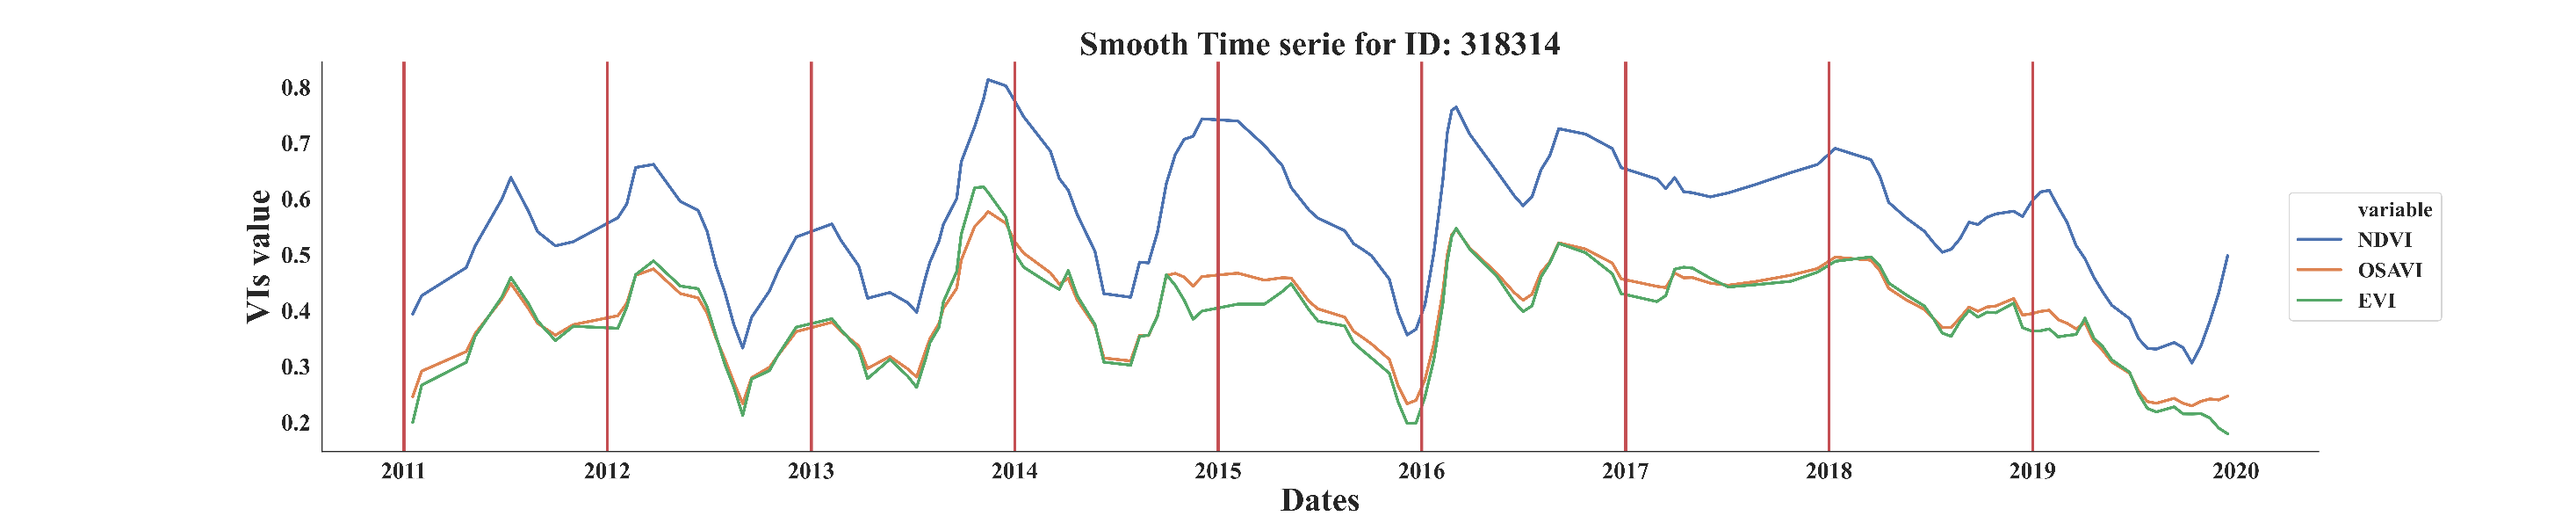 Smooth Time serie for ID: 318314
VIs value
0.8
0.7
0.6
0.5
0.4
0.3
0.2
2011 2012 2013 2014 2015 2016 2017 2018 2019 2020
Dates
variable
NDVI
OSAVI
EVI